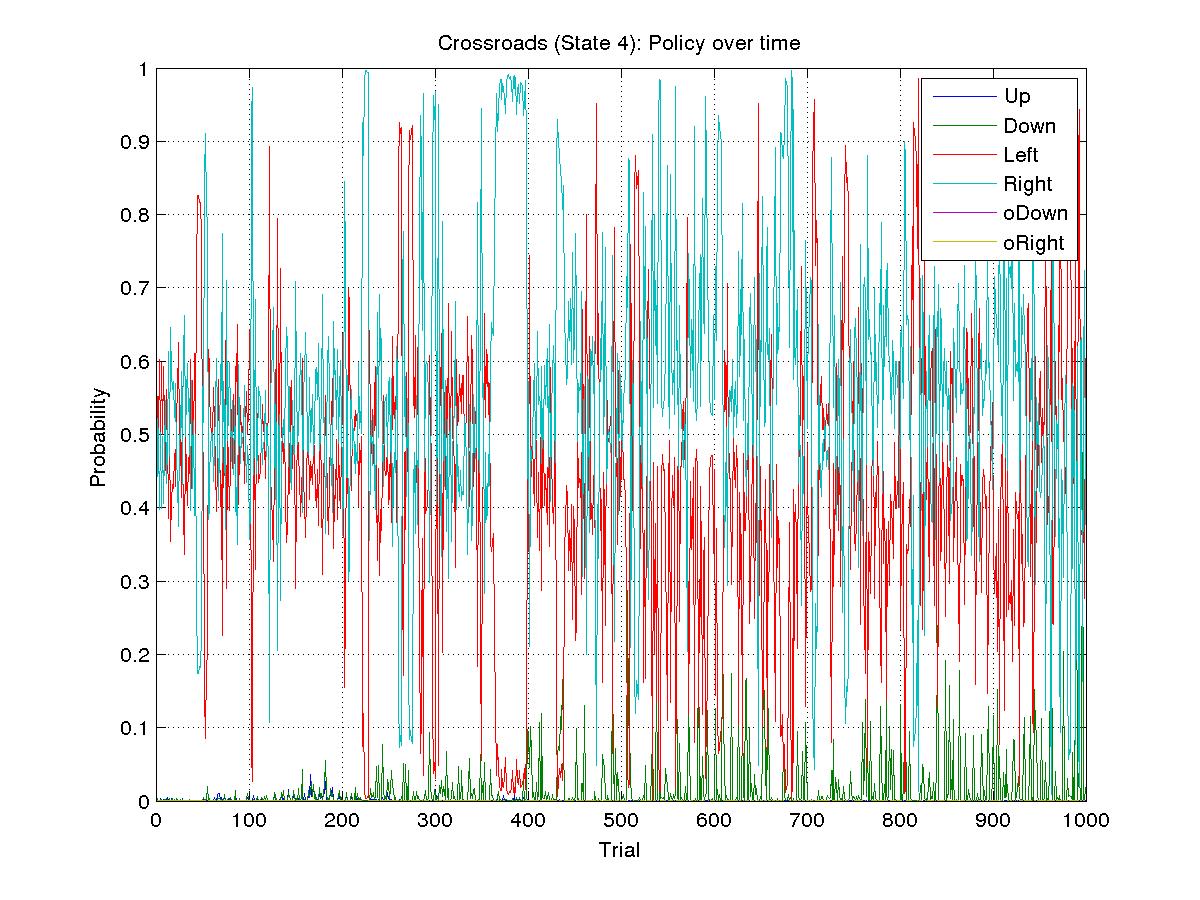 Crossroads (State 4): Policy over time
1
0.9
0.8
0.7
0.6
0.5
0.4
0.3
0.2
0.1
0
Probability
Up
Down
Left
Right
oDown
oRight
0 100 200 300 400 500 600 700 800 900 1000
Trial